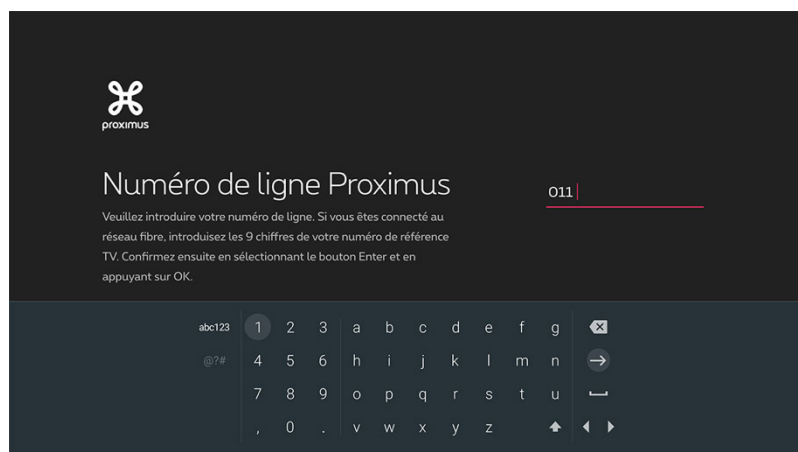 proximus
Numéro de ligne Proximus
Veuillez introduire votre numéro de ligne. Si vous êtes connecté au
réseau fibre, introduisez les 9 chiffres de votre numéro de référence
TV. Confirmez ensuite en sélectionnant le bouton Enter et en
appuyant sur OK.
011
abc123 1 2 3 a b c d e f g
@?# 4 5 6 h i j k l m n
7 8 9 o p q r s t u
, 0 . v w x y z